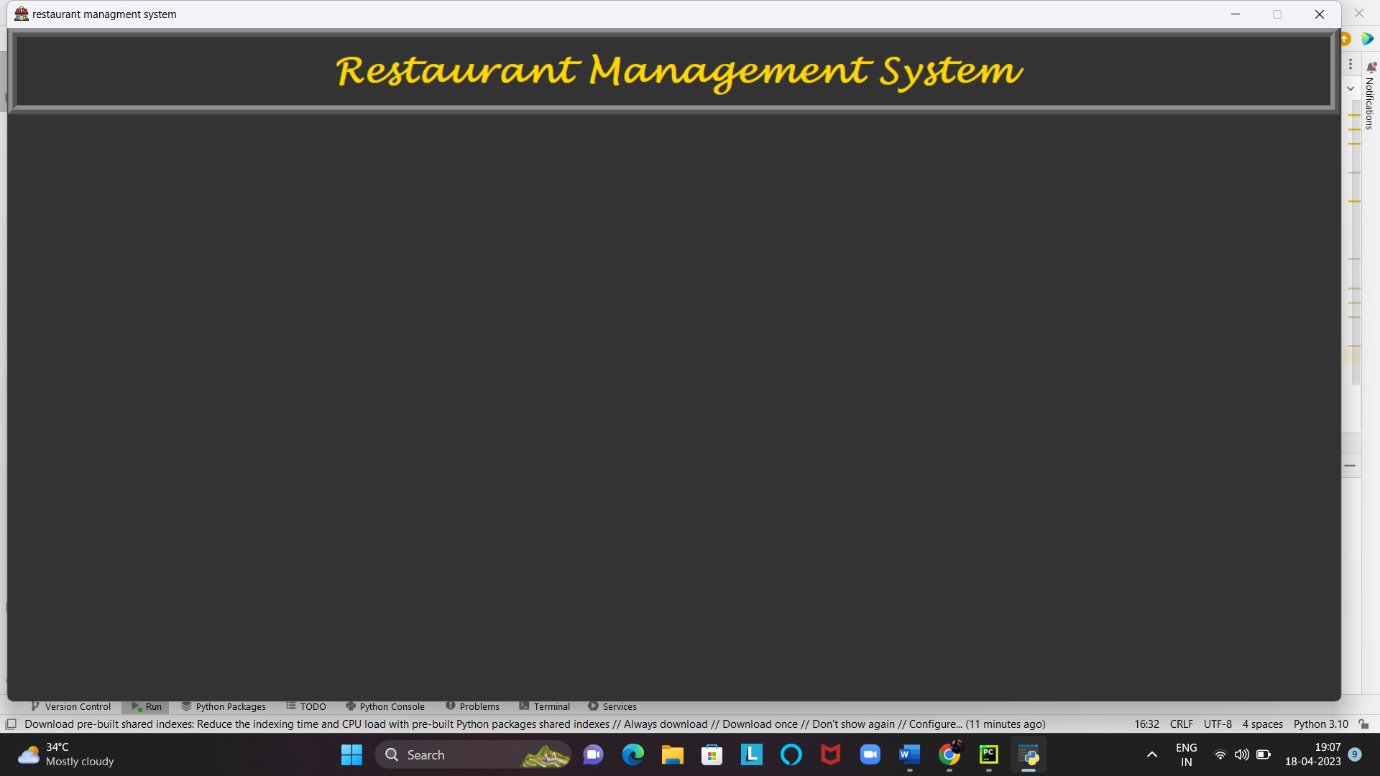 restaurant managment system
Restaurant Management System
Notifications
Version Control Run Python Packages TODO Python Console Problems Terminal Services
Download pre-built shared indexes: Reduce the indexing time and CPU load with pre-built Python packages shared indexes // Always download // Download once // Don't show again // Configure... (11 minutes ago) 16:32 CRLF UTF-8 4 spaces Python 3.10
34°C
Mostly cloudy
Search
L
W
PC
ENG
IN
19:07
18-04-2023
9